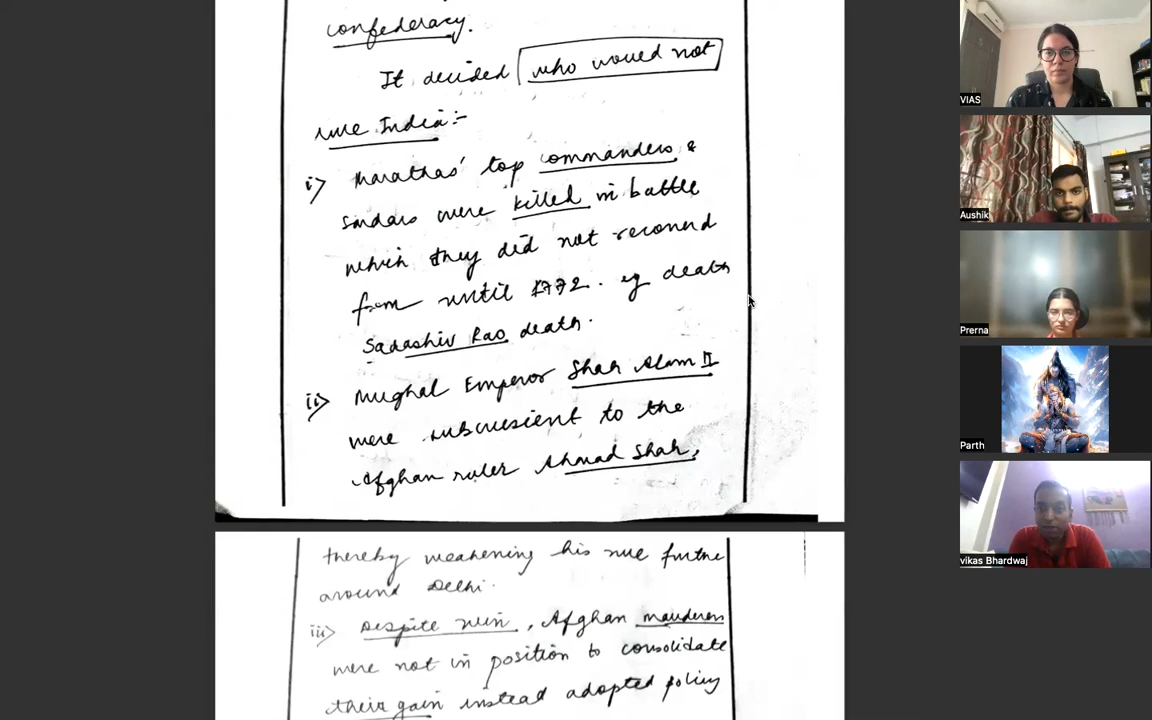 confederacy.
It decided who would not
rule India:-
i) Marathas' top commanders &
sardars were killed in battle
which they did not recover
from until 1772. eg death
Sadashiv Rao death.
ii) Mughal Emperor Shah Alam II
were subservient to the
Afghan ruler Ahmad Shah,
thereby weakening his rule further
around Delhi.
iii) Despite win, Afghan
were not in position to consolidate
their gain instead adopted policy
VIAS
Aushik
Prerna
Parth
vikas Bhardwaj